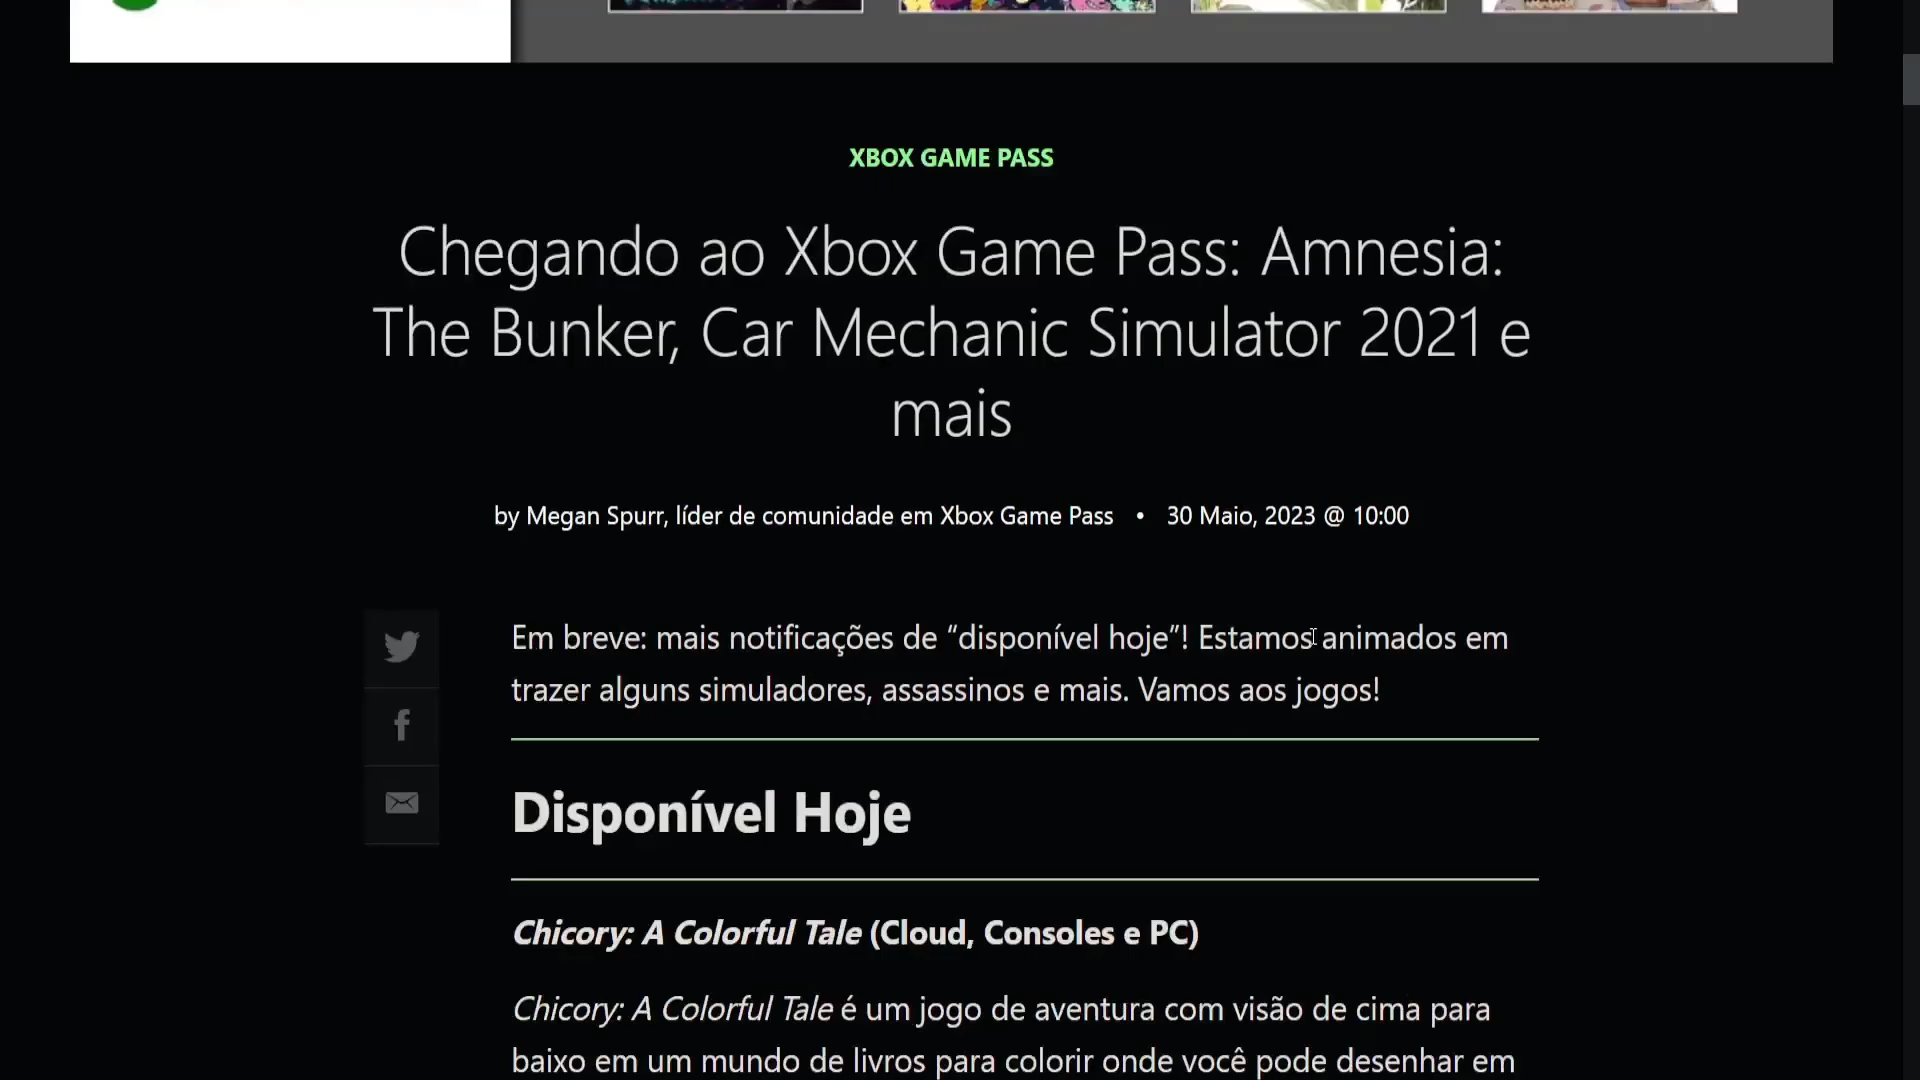 XBOX GAME PASS
Chegando ao Xbox Game Pass: Amnesia:
The Bunker, Car Mechanic Simulator 2021 e
mais
by Megan Spurr, líder de comunidade em Xbox Game Pass • 30 Maio, 2023 @ 10:00
Em breve: mais notificações de “disponível hoje”! Estamos animados em
trazer alguns simuladores, assassinos e mais. Vamos aos jogos!
Disponível Hoje
Chicory: A Colorful Tale (Cloud, Consoles e PC)
Chicory: A Colorful Tale é um jogo de aventura com visão de cima para
baixo em um mundo de livros para colorir onde você pode desenhar em